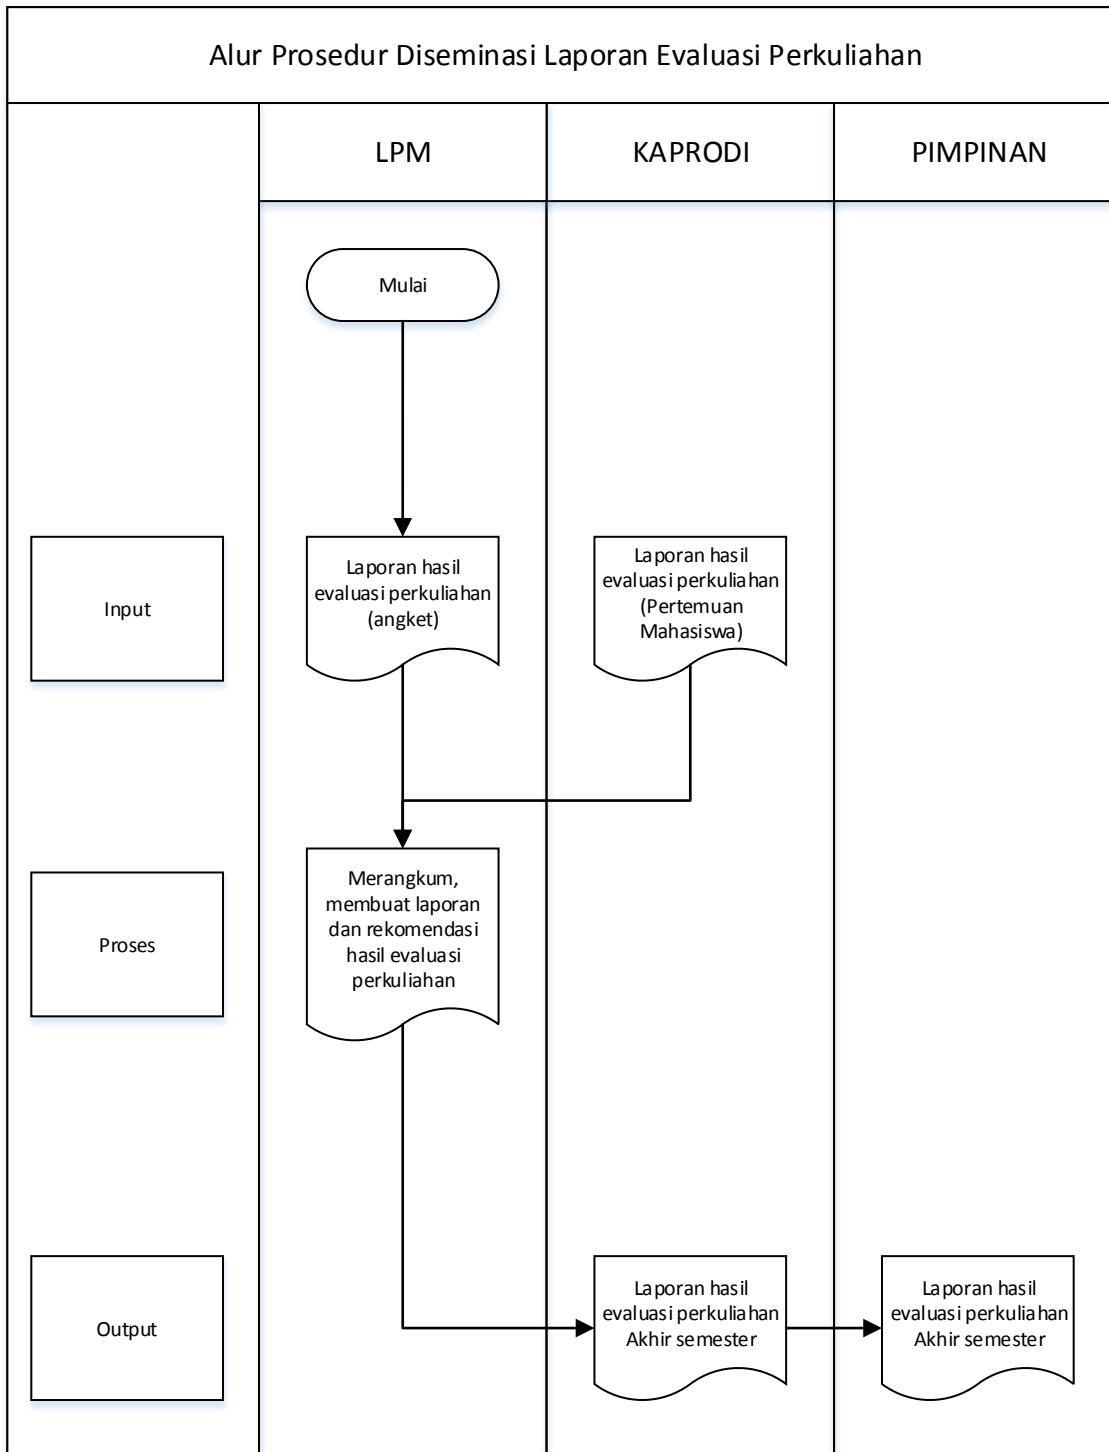 Alur Prosedur Diseminasi Laporan Evaluasi Perkuliahan
LPM
KAPRODI
PIMPINAN
Mulai
Input
Laporan hasil
evaluasi perkuliahan
(angket)
Laporan hasil
evaluasi perkuliahan
(Pertemuan
Mahasiswa)
Proses
Merangkum,
membuat laporan
dan rekomendasi
hasil evaluasi
perkuliahan
Output
Laporan hasil
evaluasi perkuliahan
Akhir semester
Laporan hasil
evaluasi perkuliahan
Akhir semester